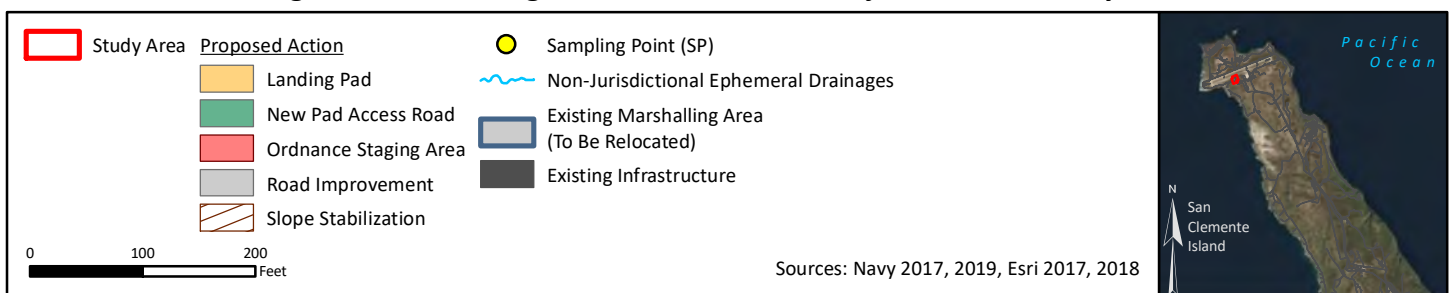 Study Area
Proposed Action
Landing Pad
New Pad Access Road
Ordnance Staging Area
Road Improvement
Slope Stabilization
Sampling Point (SP)
Non-Jurisdictional Ephemeral Drainages
Existing Marshalling Area
(To Be Relocated)
Existing Infrastructure
0 100 200
Feet
Sources: Navy 2017, 2019, Esri 2017, 2018
Pacific
Ocean
N
San
Clemente
Island